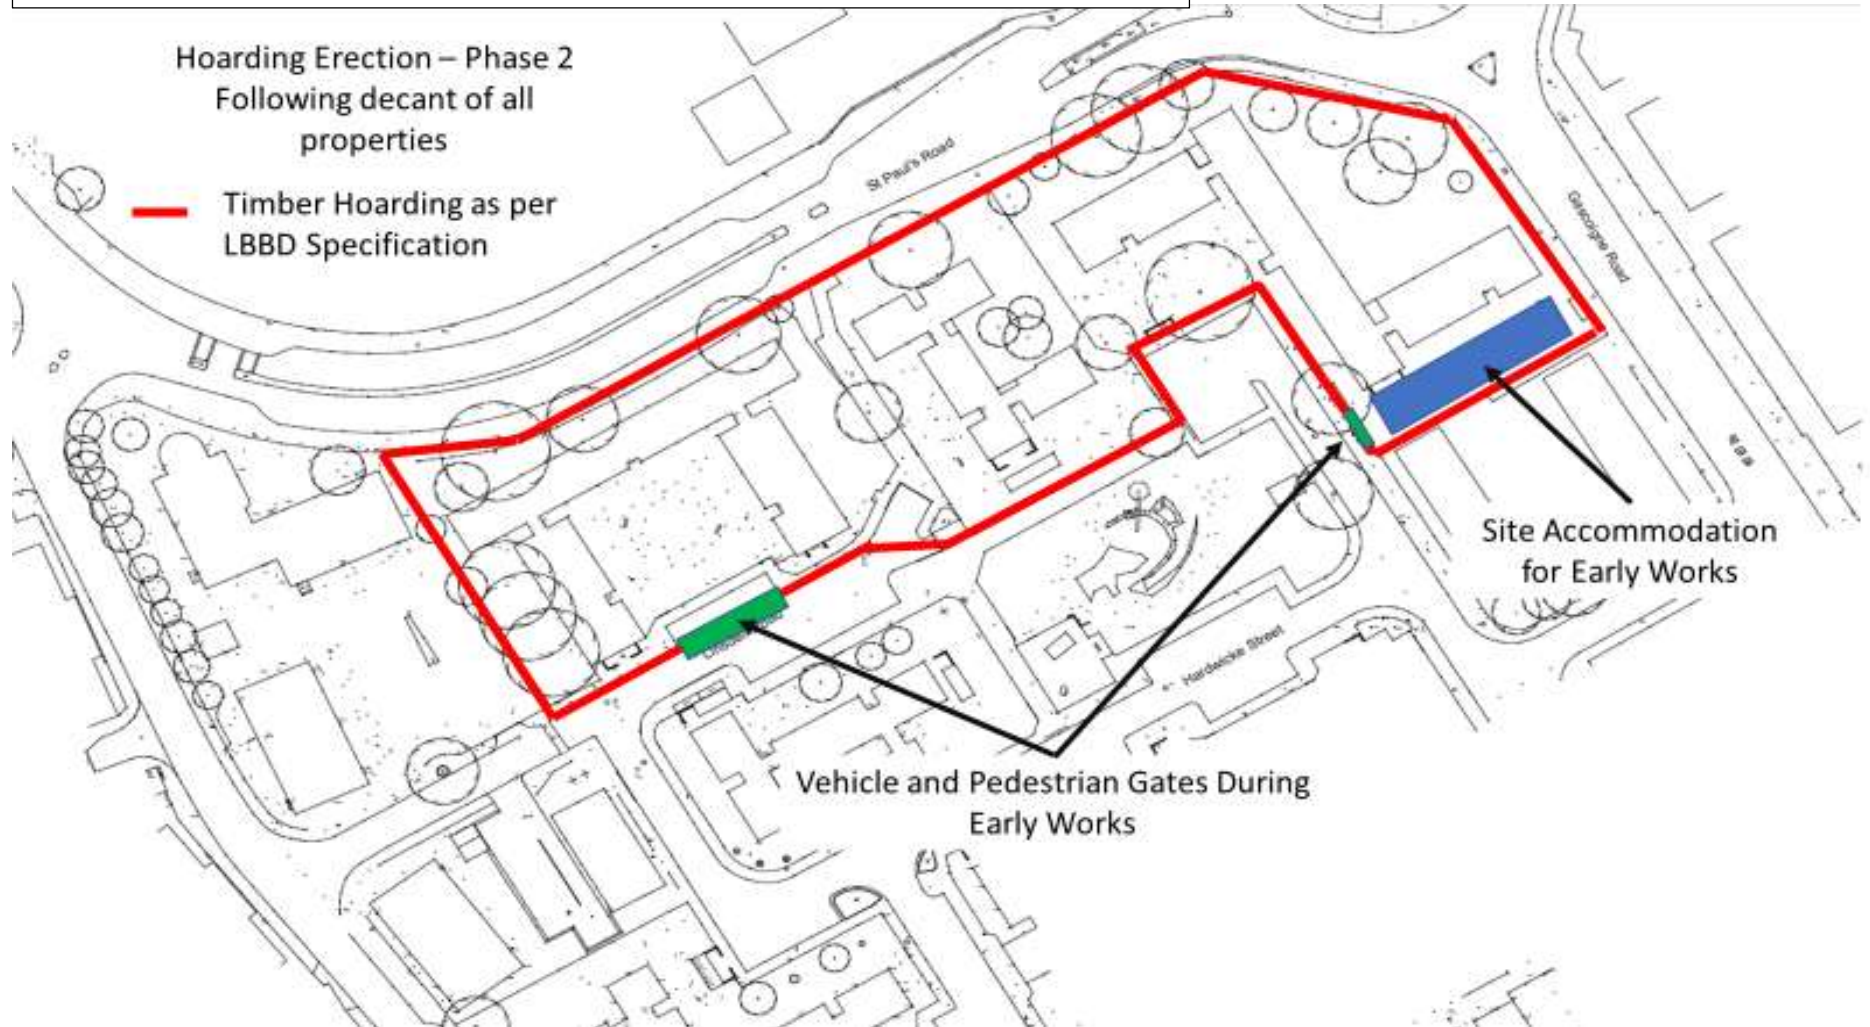 Hoarding Erection – Phase 2
Following decant of all
properties
Timber Hoarding as per
LBBD Specification
St Paul's Road
Gascoigne Road
Site Accommodation
for Early Works
Hardwicke Street
Vehicle and Pedestrian Gates During
Early Works